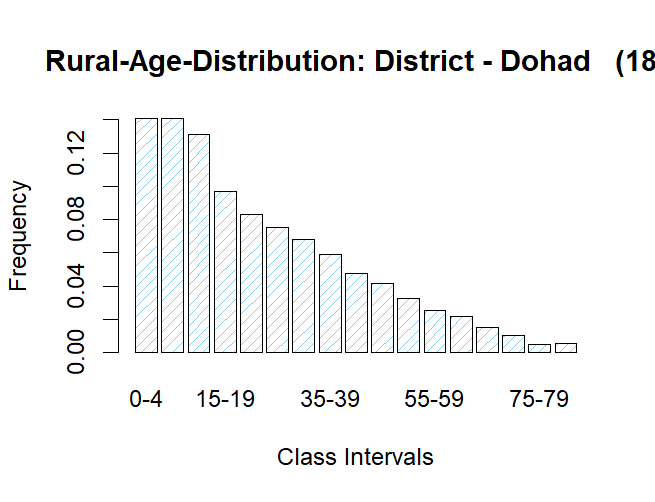 Rural-Age-Distribution: District - Dohad (18
Frequency
0.12
0.08
0.04
0.00
0-4 15-19 35-39 55-59 75-79
Class Intervals